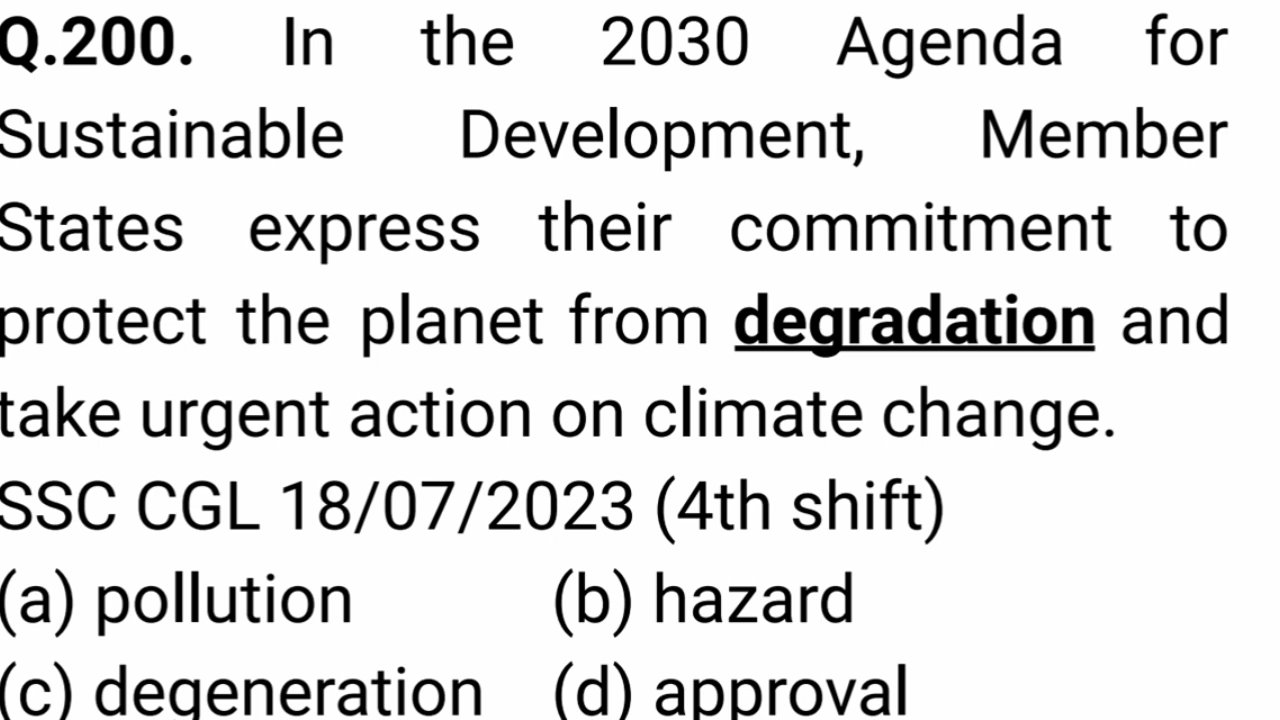 Q.200. In the 2030 Agenda for
Sustainable Development, Member
States express their commitment to
protect the planet from degradation and
take urgent action on climate change.
SSC CGL 18/07/2023 (4th shift)
(a) pollution (b) hazard
(c) degeneration (d) approval